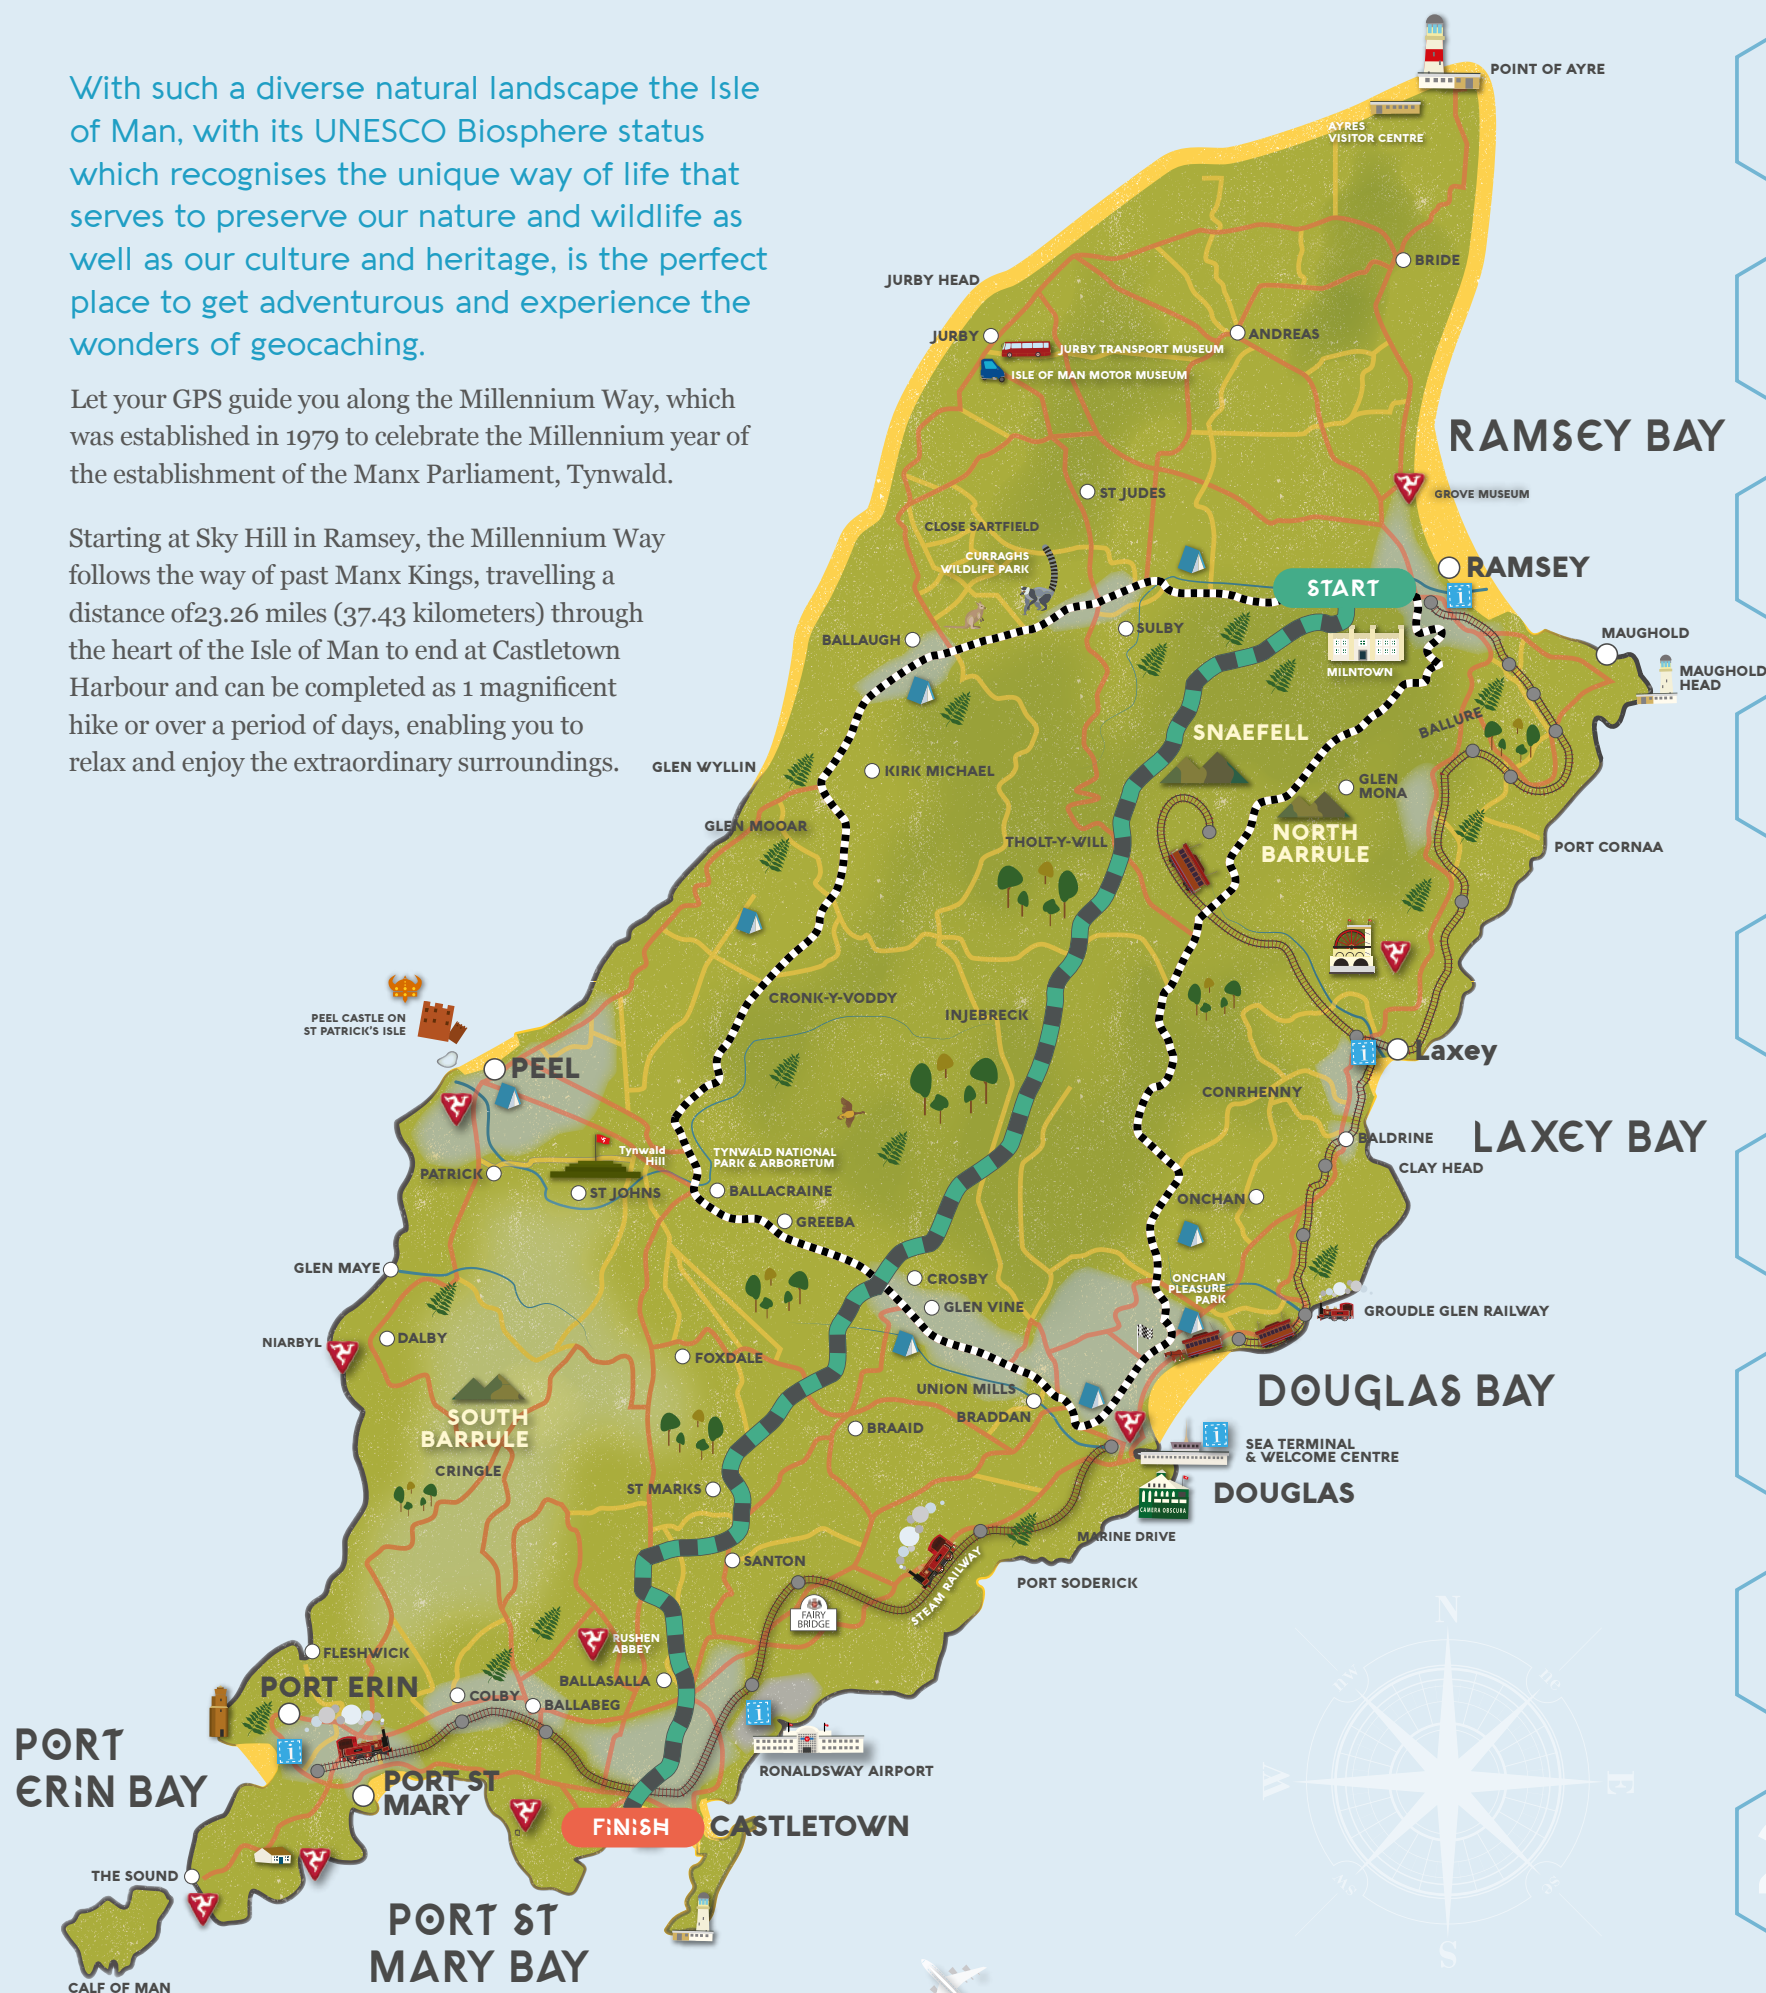 With such a diverse natural landscape the Isle
of Man, with its UNESCO Biosphere status
which recognises the unique way of life that
serves to preserve our nature and wildlife as
well as our culture and heritage, is the perfect
place to get adventurous and experience the
wonders of geocaching.
Let your GPS guide you along the Millennium Way, which
was established in 1979 to celebrate the Millennium year of
the establishment of the Manx Parliament, Tynwald.
Starting at Sky Hill in Ramsey, the Millennium Way
follows the way of past Manx Kings, travelling a
distance of23.26 miles (37.43 kilometers) through
the heart of the Isle of Man to end at Castletown
Harbour and can be completed as 1 magnificent
hike or over a period of days, enabling you to
relax and enjoy the extraordinary surroundings.
POINT OF AYRE
AYRES
VISITOR CENTRE
BRIDE
JURBY HEAD
JURBY
ANDREAS
JURBY TRANSPORT MUSEUM
ISLE OF MAN MOTOR MUSEUM
RAMSEY BAY
ST JUDES
GROVE MUSEUM
CLOSE SARTFIELD
CURRAGHS
WILDLIFE PARK
RAMSEY
START
i
SULBY
BALLAUGH
MAUGHOLD
MILNTOWN
MAUGHOLD
HEAD
BALLURE
SNAEFELL
GLEN WYLLIN
KIRK MICHAEL
GLEN
MONA
GLEN MOOAR
THOLT-Y-WILL
NORTH
BARRULE
PORT CORNAA
CRONK-Y-VODDY
INJEBRECK
PEEL CASTLE ON
ST PATRICK'S ISLE
PEEL
i
Laxey
CONRHENNY
LAXEY BAY
BALDRINE
CLAY HEAD
Tynwald
Hill
TYNWALD NATIONAL
PARK & ARBORETUM
PATRICK
ST JOHNS
BALLACRAINE
ONCHAN
GREEBA
GLEN MAYE
CROSBY
ONCHAN
PLEASURE
PARK
GLEN VINE
GROUDLE GLEN RAILWAY
NIARBYL
DALBY
FOXDALE
UNION MILLS
BRADDAN
DOUGLAS BAY
SOUTH
BARRULE
BRAAID
i
SEA TERMINAL
& WELCOME CENTRE
CRINGLE
ST MARKS
DOUGLAS
CAMERA OBSCURA
MARINE DRIVE
SANTON
STEAM RAILWAY
PORT SODERICK
FAIRY
BRIDGE
RUSHEN
ABBEY
FLESHWICK
BALLASALLA
PORT ERIN
COLBY
BALLABEG
i
PORT
ERIN BAY
i
RONALDSWAY AIRPORT
PORT ST
MARY
FINISH
CASTLETOWN
THE SOUND
PORT ST
MARY BAY
CALF OF MAN
N
nw
ne
W
E
sw
se
S